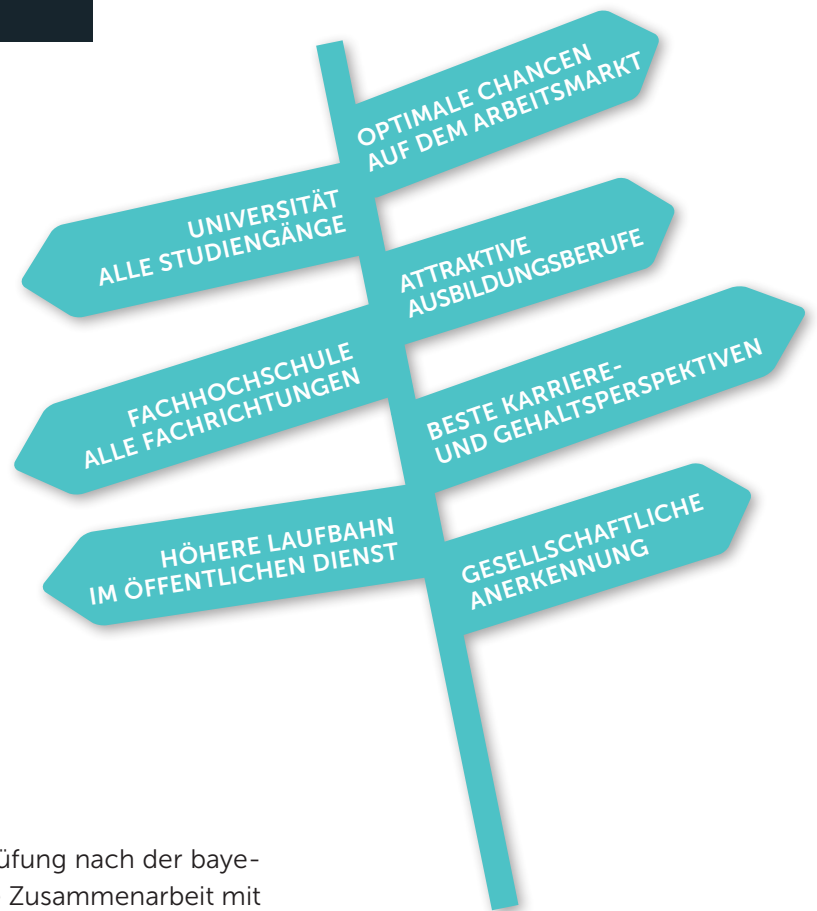 OPTIMALE CHANCEN
AUF DEM ARBEITSMARKT
UNIVERSITÄT
ALLE STUDIENGÄNGE
ATTRAKTIVE
AUSBILDUNGSBERUFE
FACHHOCHSCHULE
ALLE FACHRICHTUNGEN
BESTE KARRIERE-
UND GEHALTSPERSPEKTIVEN
HÖHERE LAUFBAHN
IM ÖFFENTLICHEN DIENST
GESELLSCHAFTLICHE
ANERKENNUNG
üfung nach der baye-
Zusammenarbeit mit